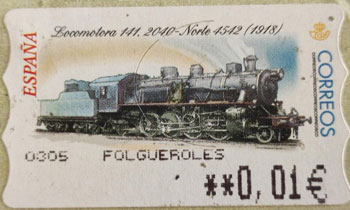 Locomotora 141. 2040-Norte 4542 (1918)
ESPAÑA
CORREOS
0305 FOLGUEROLES
**0,01€